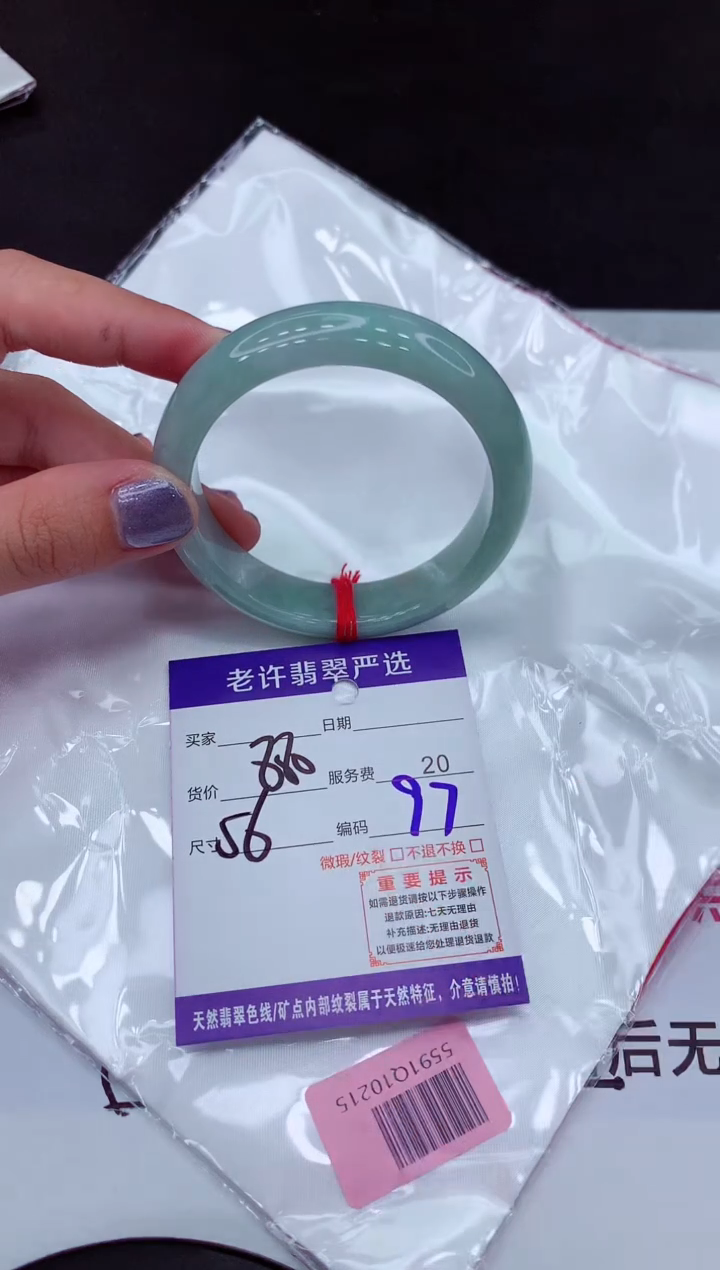 老许翡翠严选
买家 日期
货价 服务费 20
尺寸 56 编码 97
微瑕/纹裂 不退不换
重要提示
如需退货请按以下步骤操作
退款原因:七天无理由
补充描述:无理由退货
以便极速给您处理退货退款
天然翡翠色线/矿点内部纹裂属于天然特征，介意请慎拍!
5591Q10215
后无